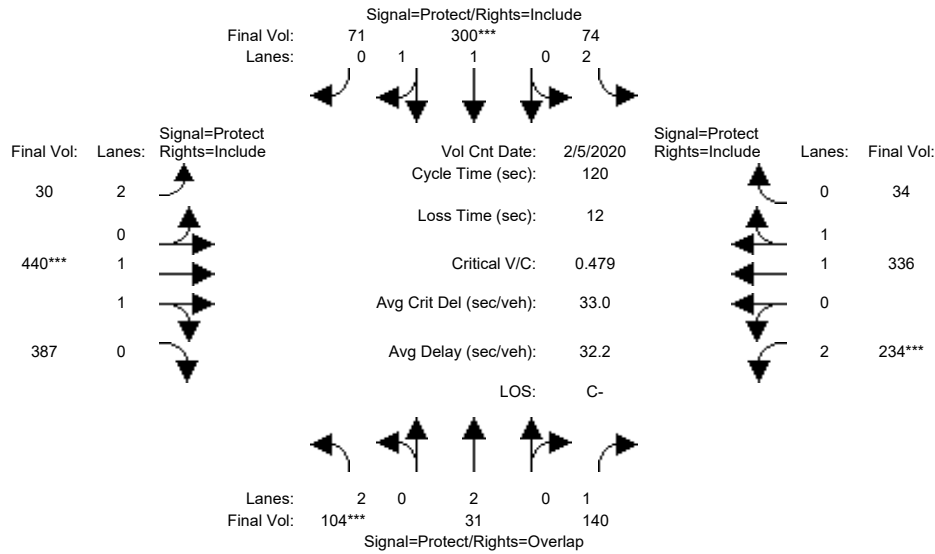 Signal=Protect/Rights=Include
Final Vol: 71 300*** 74
Lanes: 0 1 1 0 2
Signal=Protect
Final Vol: Lanes: Rights=Include
Vol Cnt Date: 2/5/2020
Signal=Protect
Rights=Include Lanes: Final Vol:
Cycle Time (sec): 120
30 2
0 34
Loss Time (sec): 12
0
1
440*** 1
Critical V/C: 0.479
1 336
1
Avg Crit Del (sec/veh): 33.0
0
387 0
Avg Delay (sec/veh): 32.2
2 234***
LOS: C-
Lanes: 2 0 2 0 1
Final Vol: 104*** 31 140
Signal=Protect/Rights=Overlap